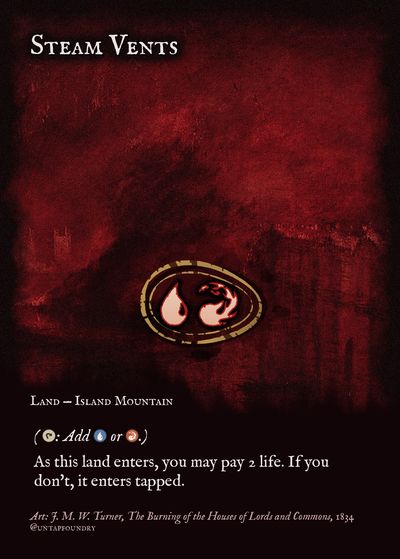 Steam Vents
Land — Island Mountain
( : Add or .)
As this land enters, you may pay 2 life. If you
don't, it enters tapped.
Art: J. M. W. Turner, The Burning of the Houses of Lords and Commons, 1834
@untapfoundry